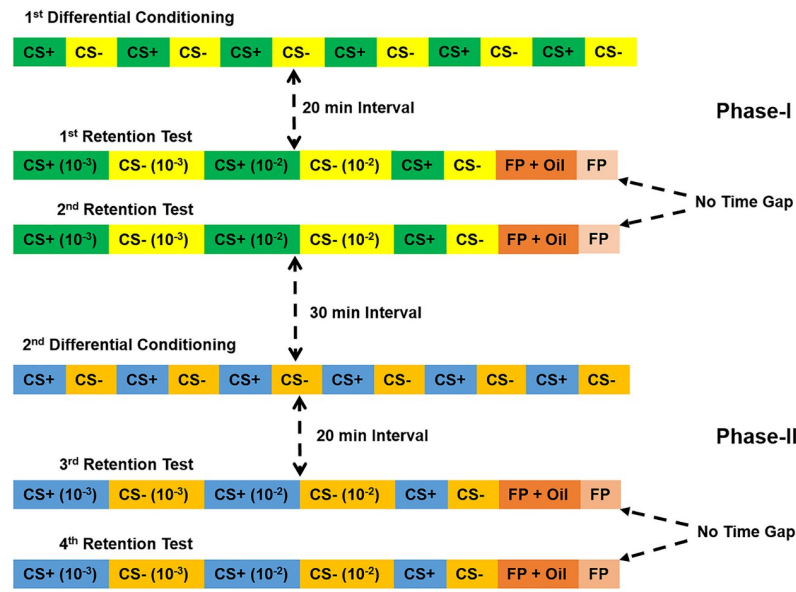 1st Differential Conditioning
CS+ CS- CS+ CS- CS+ CS- CS+ CS- CS+ CS- CS+ CS-
20 min Interval
Phase-I
1st Retention Test
CS+ (10-3) CS- (10-3) CS+ (10-2) CS- (10-2) CS+ CS- FP + Oil FP
No Time Gap
2nd Retention Test
CS+ (10-3) CS- (10-3) CS+ (10-2) CS- (10-2) CS+ CS- FP + Oil FP
30 min Interval
2nd Differential Conditioning
CS+ CS- CS+ CS- CS+ CS- CS+ CS- CS+ CS- CS+ CS-
20 min Interval
Phase-II
3rd Retention Test
CS+ (10-3) CS- (10-3) CS+ (10-2) CS- (10-2) CS+ CS- FP + Oil FP
No Time Gap
4th Retention Test
CS+ (10-3) CS- (10-3) CS+ (10-2) CS- (10-2) CS+ CS- FP + Oil FP